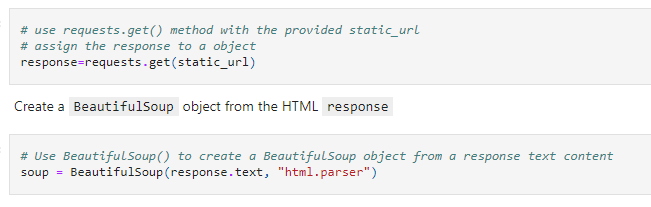 # use requests.get() method with the provided static_url
# assign the response to a object
response=requests.get(static_url)
Create a BeautifulSoup object from the HTML response
# Use BeautifulSoup() to create a BeautifulSoup object from a response text content
soup = BeautifulSoup(response.text, "html.parser")